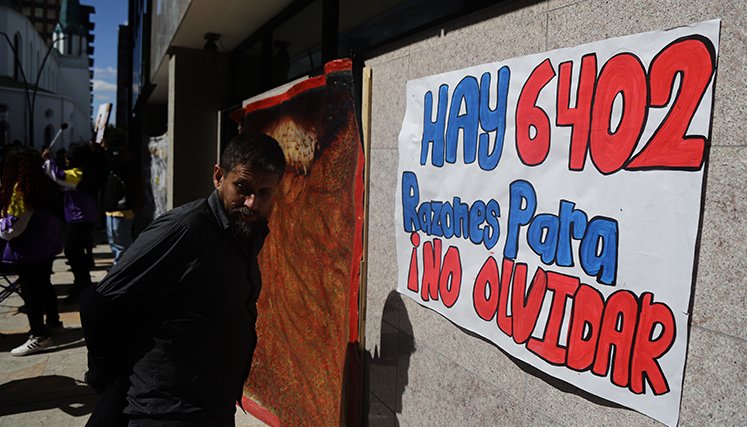 HAY 6402
Razones Para
¡NO OLVIDAR